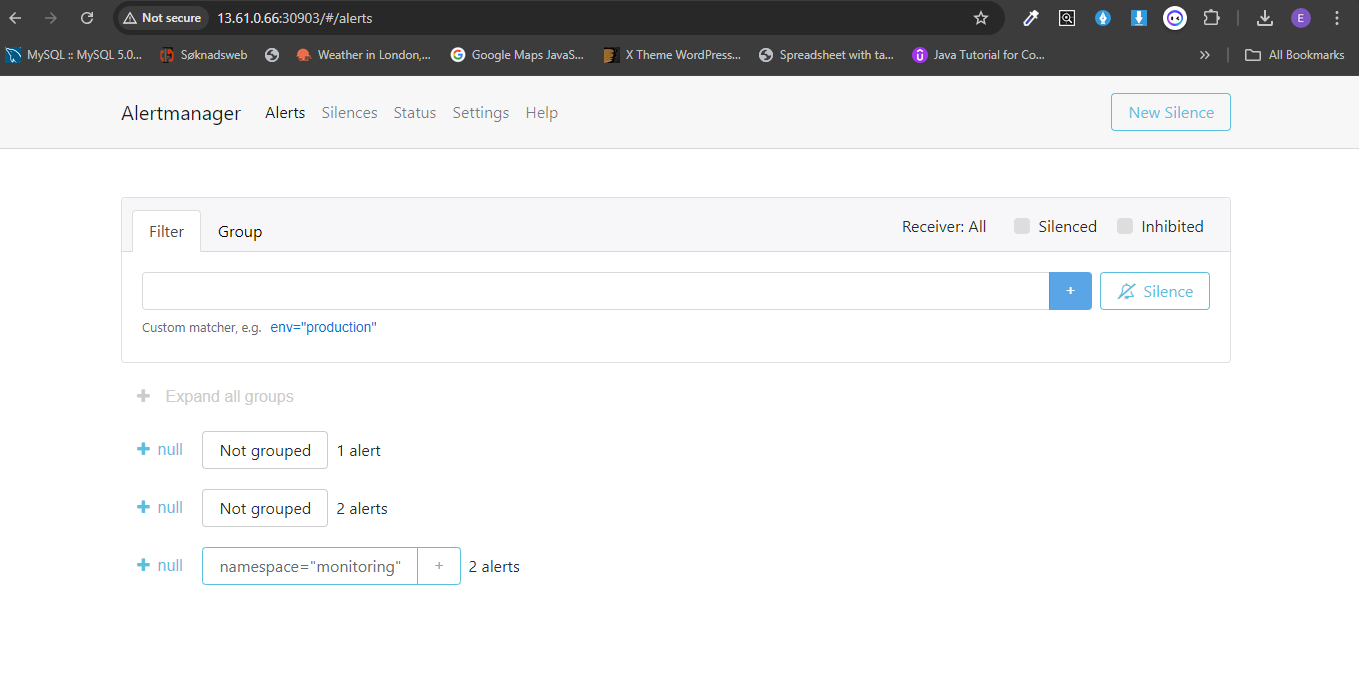 Not secure 13.61.0.66:30903/#/alerts E
MySQL :: MySQL 5.0... Søknadsweb Weather in London,... Google Maps JavaS... X Theme WordPress... Spreadsheet with ta... Java Tutorial for Co... » All Bookmarks
Alertmanager Alerts Silences Status Settings Help New Silence
Filter Group Receiver: All Silenced Inhibited
+ Silence
Custom matcher, e.g. env="production"
+ Expand all groups
+ null Not grouped 1 alert
+ null Not grouped 2 alerts
+ null namespace="monitoring" + 2 alerts